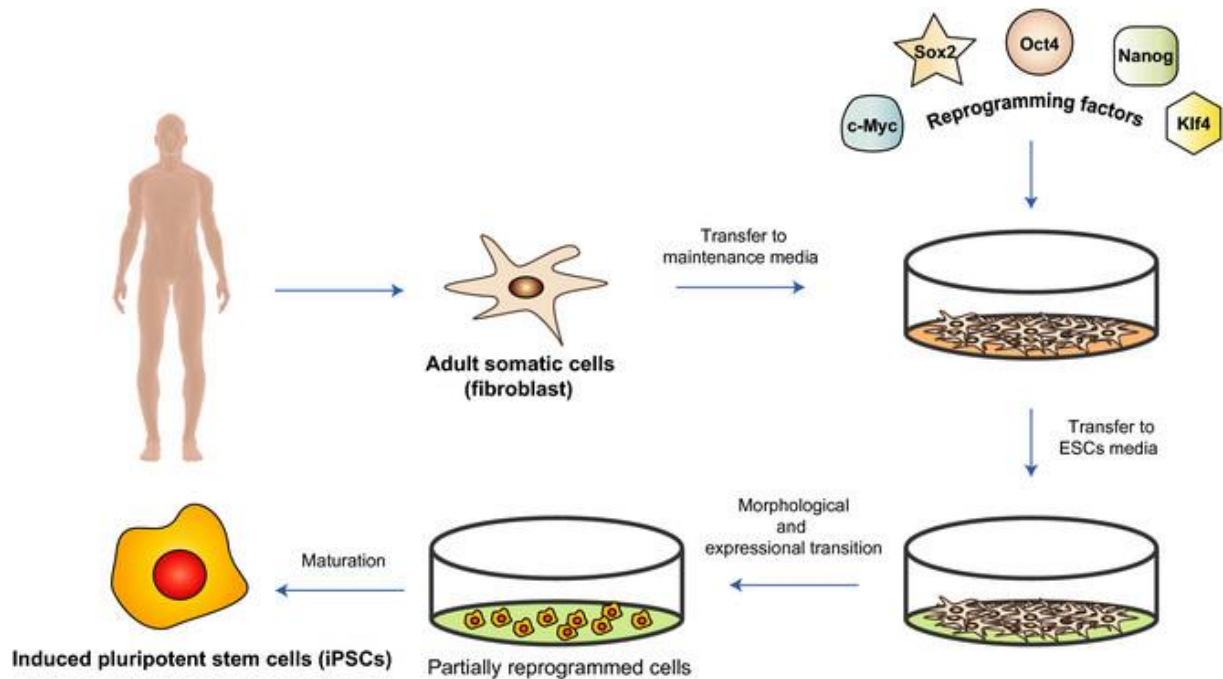 Sox2
Oct4
Nanog
c-Myc
Reprogramming factors
Klf4
Transfer to
maintenance media
Adult somatic cells
(fibroblast)
Transfer to
ESCs media
Morphological
and
expressional transition
Maturation
Induced pluripotent stem cells (iPSCs)
Partially reprogrammed cells